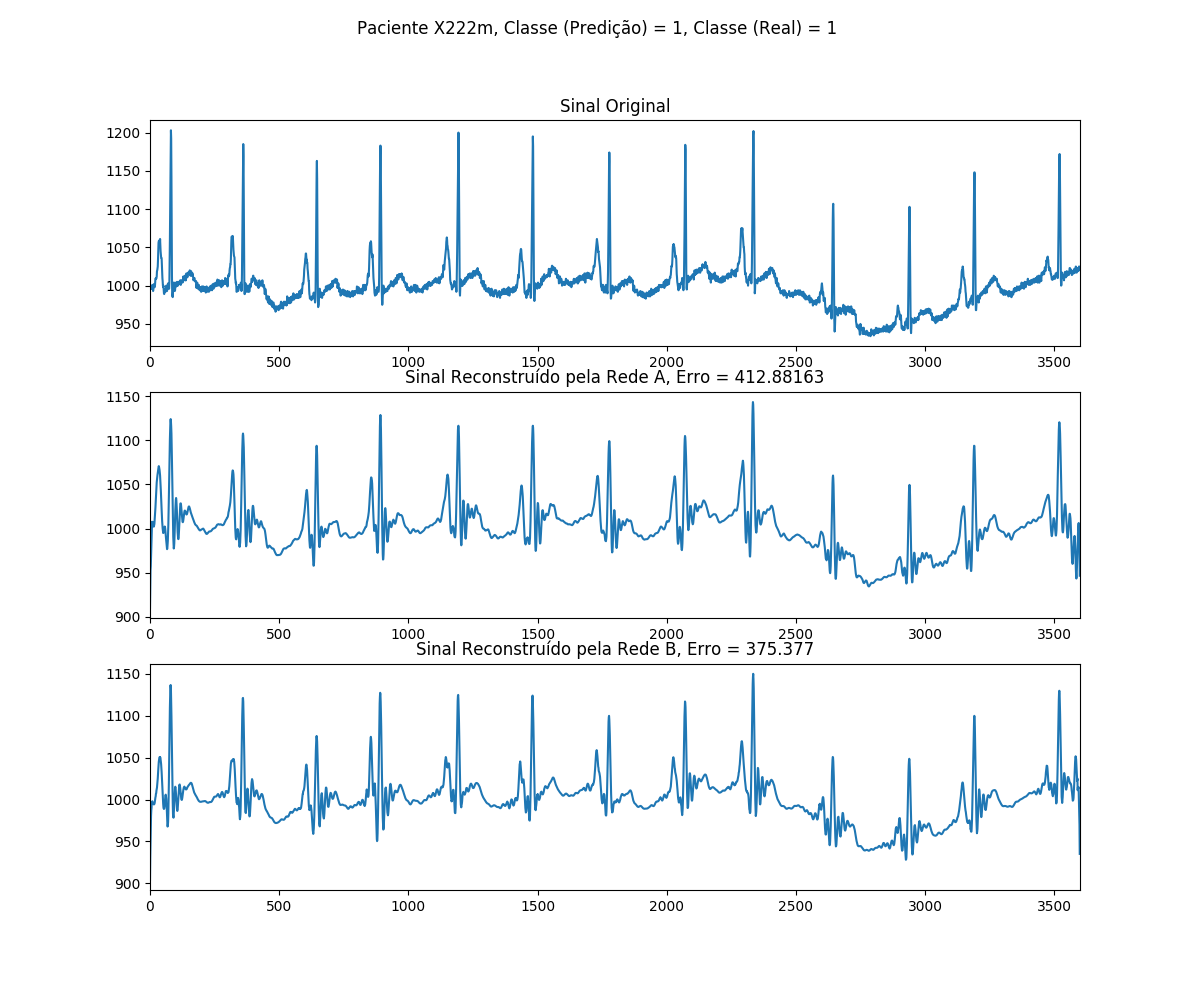 Paciente X222m, Classe (Predição) = 1, Classe (Real) = 1
Sinal Original
1200
1150
1100
1050
1000
950
0 500 1000 1500 2000 2500 3000 3500
Sinal Reconstruído pela Rede A, Erro = 412.88163
1150
1100
1050
1000
950
900
0 500 1000 1500 2000 2500 3000 3500
Sinal Reconstruído pela Rede B, Erro = 375.377
1150
1100
1050
1000
950
900
0 500 1000 1500 2000 2500 3000 3500